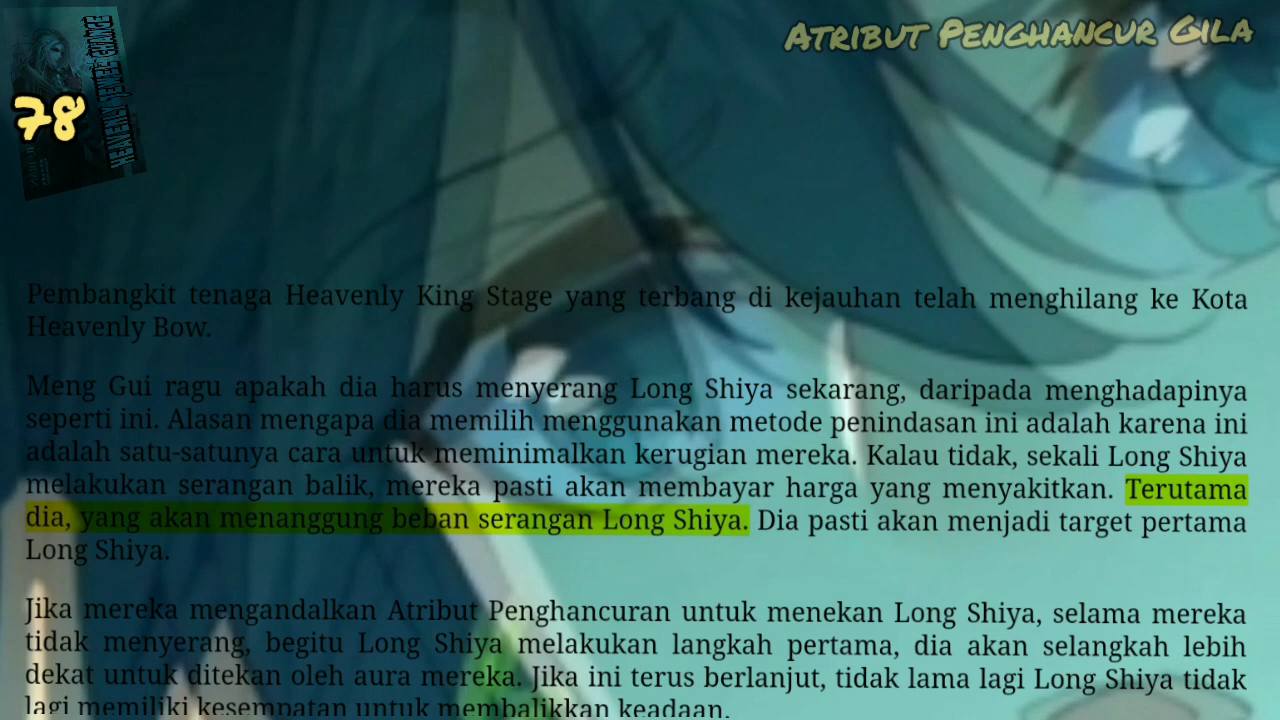 Atribut Penghancur Gila
78
HEAVENLY JEWEL CHANGE
Pembangkit tenaga Heavenly King Stage yang terbang di kejauhan telah menghilang ke Kota
Heavenly Bow.
Meng Gui ragu apakah dia harus menyerang Long Shiya sekarang, daripada menghadapinya
seperti ini. Alasan mengapa dia memilih menggunakan metode penindasan ini adalah karena ini
adalah satu-satunya cara untuk meminimalkan kerugian mereka. Kalau tidak, sekali Long Shiya
melakukan serangan balik, mereka pasti akan membayar harga yang menyakitkan. Terutama
dia, yang akan menanggung beban serangan Long Shiya. Dia pasti akan menjadi target pertama
Long Shiya.
Jika mereka mengandalkan Atribut Penghancuran untuk menekan Long Shiya, selama mereka
tidak menyerang, begitu Long Shiya melakukan langkah pertama, dia akan selangkah lebih
dekat untuk ditekan oleh aura mereka. Jika ini terus berlanjut, tidak lama lagi Long Shiya tidak
lagi memiliki kesempatan untuk membalikkan keadaan.